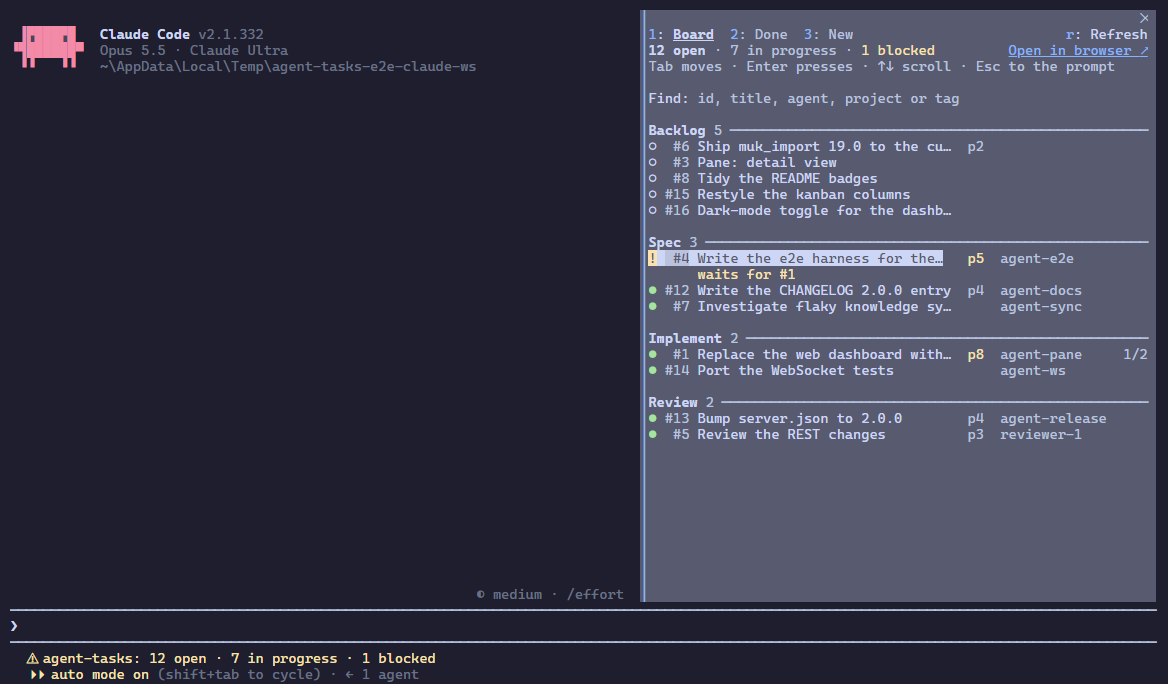 Claude Code v2.1.332
Opus 5.5 · Claude Ultra
~\AppData\Local\Temp\agent-tasks-e2e-claude-ws
×
1: Board  2: Done  3: New  r: Refresh
12 open · 7 in progress · 1 blocked  Open in browser ↗
Tab moves · Enter presses · ↑↓ scroll · Esc to the prompt
Find: id, title, agent, project or tag
Backlog 5
○ #6 Ship muk_import 19.0 to the cu… p2
○ #3 Pane: detail view
○ #8 Tidy the README badges
○ #15 Restyle the kanban columns
○ #16 Dark-mode toggle for the dashb…
Spec 3
! #4 Write the e2e harness for the… p5 agent-e2e
waits for #1
● #12 Write the CHANGELOG 2.0.0 entry p4 agent-docs
● #7 Investigate flaky knowledge sy… agent-sync
Implement 2
● #1 Replace the web dashboard with… p8 agent-pane 1/2
● #14 Port the WebSocket tests agent-ws
Review 2
● #13 Bump server.json to 2.0.0 p4 agent-release
● #5 Review the REST changes p3 reviewer-1
◐ medium · /effort
❯
⚠ agent-tasks: 12 open · 7 in progress · 1 blocked
⏵⏵ auto mode on (shift+tab to cycle) · ← 1 agent